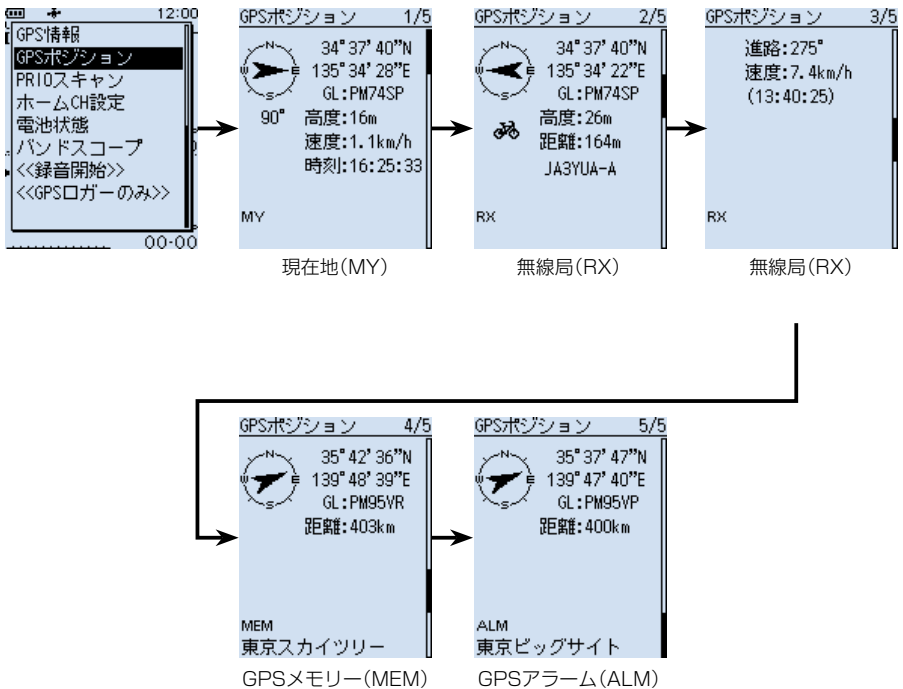 12:00
GPS情報
GPSポジション
PRIOスキャン
ホームCH設定
電池状態
バンドスコープ
<<録音開始>>
<<GPSロガーのみ>>
00-00
GPSポジション 1/5
N
W E
S
34°37'40"N
135°34'28"E
GL:PM74SP
90° 高度:16m
速度:1.1km/h
時刻:16:25:33
MY
現在地(MY)
GPSポジション 2/5
N
W E
S
34°37'40"N
135°34'22"E
GL:PM74SP
高度:26m
距離:164m
JA3YUA-A
RX
無線局(RX)
GPSポジション 3/5
進路:275°
速度:7.4km/h
(13:40:25)
RX
無線局(RX)
GPSポジション 4/5
N
W E
S
35°42'36"N
139°48'39"E
GL:PM95VR
距離:403km
MEM
東京スカイツリー
GPSメモリー(MEM)
GPSポジション 5/5
N
W E
S
35°37'47"N
139°47'40"E
GL:PM95VP
距離:400km
ALM
東京ビッグサイト
GPSアラーム(ALM)